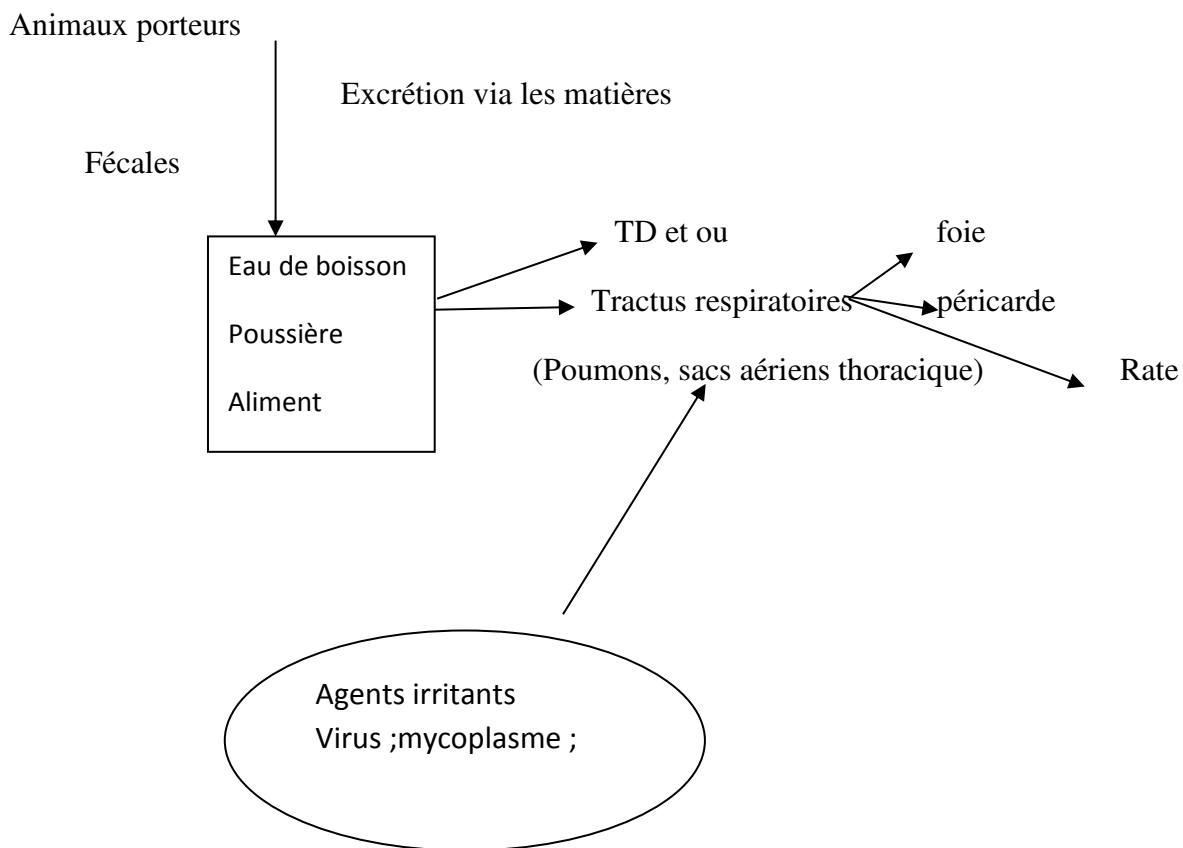 Animaux porteurs
Excrétion via les matières
Fécales
Eau de boisson
Poussière
Aliment
TD et ou
Tractus respiratoires
(Poumons, sacs aériens thoracique)
foie
péricarde
Rate
Agents irritants
Virus ;mycoplasme ;